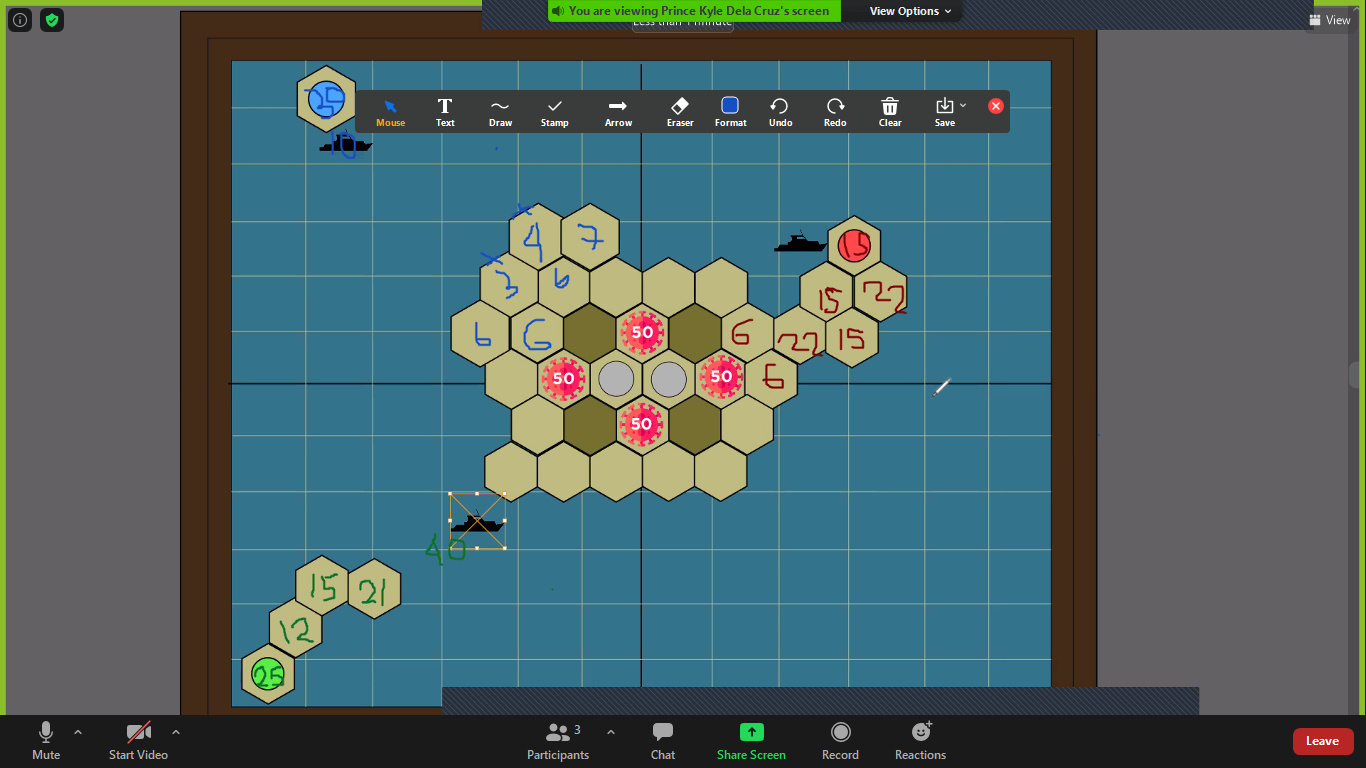 You are viewing Prince Kyle Dela Cruz's screen
View Options
Less than 1 minute
View
Mouse
Text
Draw
Stamp
Arrow
Eraser
Format
Undo
Redo
Clear
Save
10
4 7
15
3 6
15 22
6 6
50
6 22 15
50
50
6
50
40
15 21
12
25
Mute
Start Video
Participants 3
Chat
Share Screen
Record
Reactions
Leave